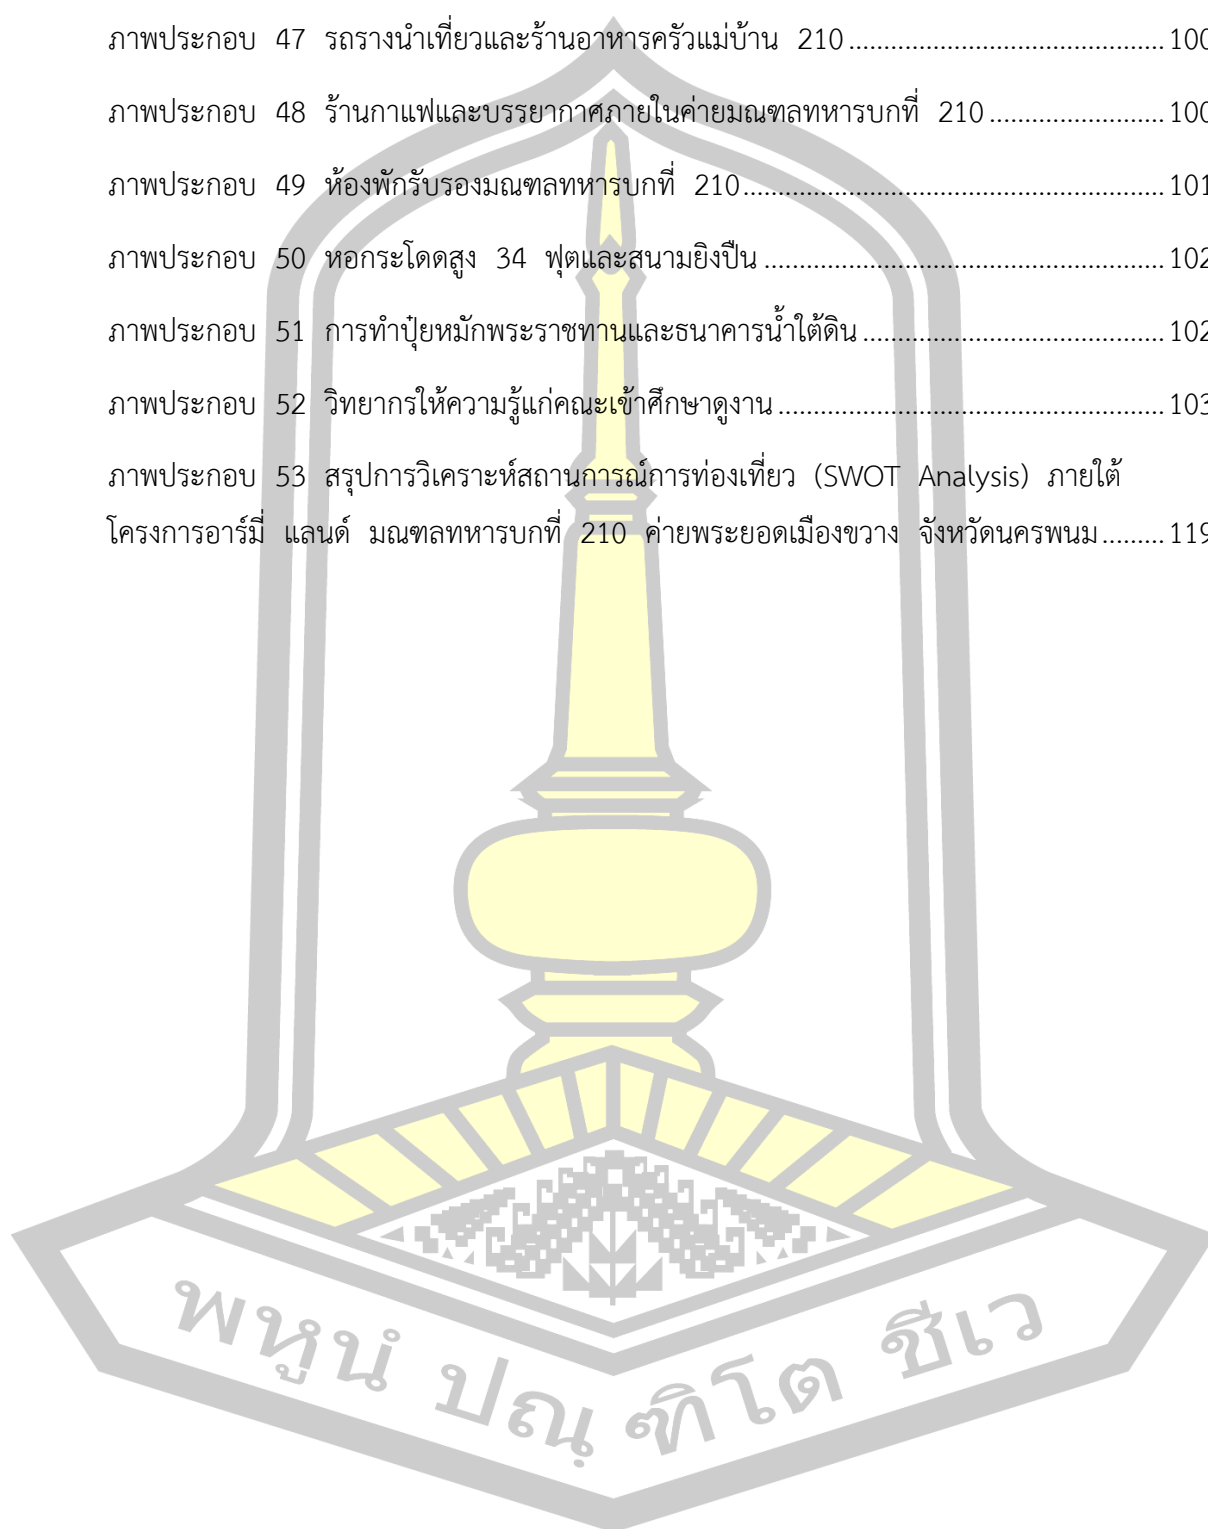 ภาพประกอบ 47 รถรางนำเที่ยวและร้านอาหารครัวแม่บ้าน 210 ........................................... 100
ภาพประกอบ 48 ร้านกาแฟและบรรยากาศภายในค่ายมณฑลทหารบกที่ 210 ........................ 100
ภาพประกอบ 49 ห้องพักรับรองมณฑลทหารบกที่ 210 .......................................................... 101
ภาพประกอบ 50 หอกระโดดสูง 34 ฟุตและสนามยิงปืน ....................................................... 102
ภาพประกอบ 51 การทำปุ๋ยหมักพระราชทานและธนาคารน้ำใต้ดิน ......................................... 102
ภาพประกอบ 52 วิทยากรให้ความรู้แก่คณะเข้าศึกษาดูงาน ..................................................... 103
ภาพประกอบ 53 สรุปการวิเคราะห์สถานการณ์การท่องเที่ยว (SWOT Analysis) ภายใต้
โครงการอาร์มี่ แลนด์ มณฑลทหารบกที่ 210 ค่ายพระยอดเมืองขวาง จังหวัดนครพนม ......... 119
พหูนํ ปณฺฑิโต ชีเว